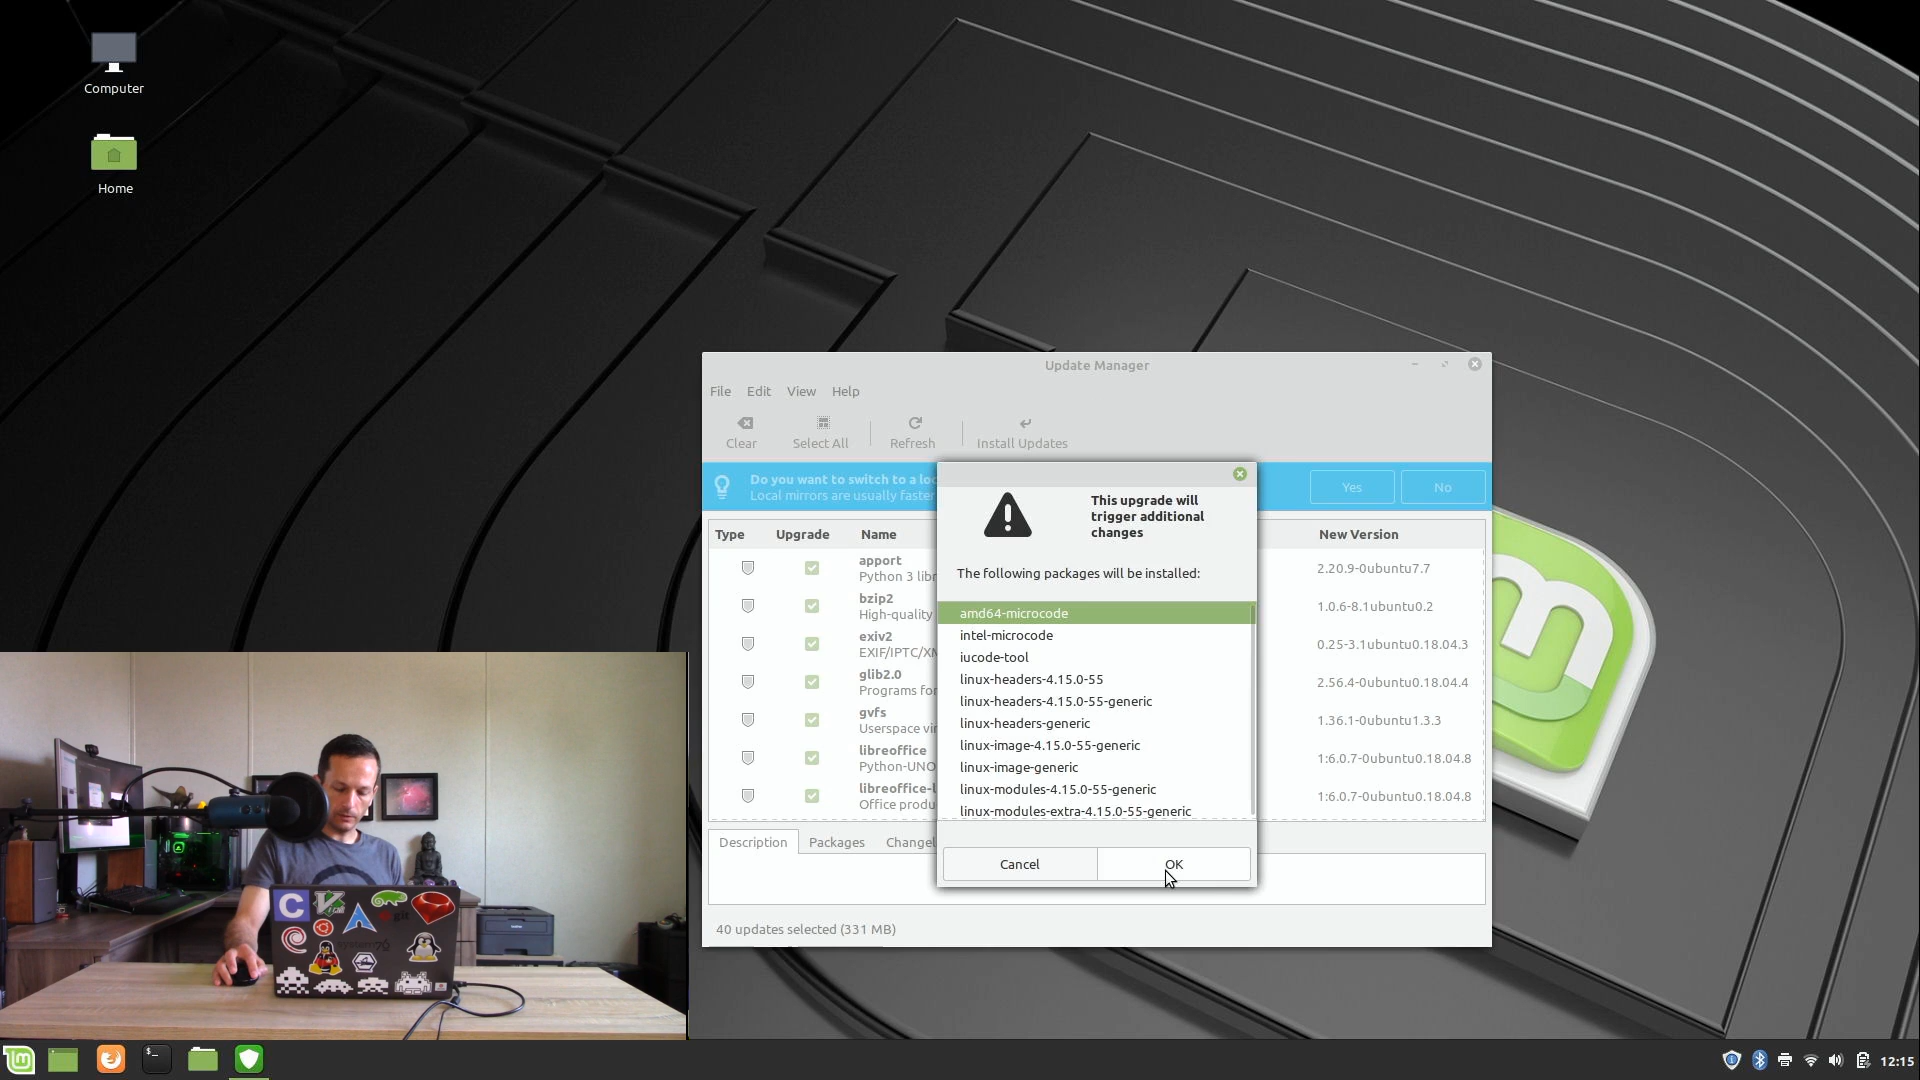 Computer
Home
Update Manager
File Edit View Help
Clear Select All Refresh Install Updates
Do you want to switch to a loc
Local mirrors are usually faster
Yes No
Type Upgrade Name New Version
apport
Python 3 libr
2.20.9-0ubuntu7.7
bzip2
High-quality
1.0.6-8.1ubuntu0.2
exiv2
EXIF/IPTC/XM
0.25-3.1ubuntu0.18.04.3
glib2.0
Programs for
2.56.4-0ubuntu0.18.04.4
gvfs
Userspace vir
1.36.1-0ubuntu1.3.3
libreoffice
Python-UNO
1:6.0.7-0ubuntu0.18.04.8
libreoffice-l
Office produ
1:6.0.7-0ubuntu0.18.04.8
Description Packages Changel
40 updates selected (331 MB)
This upgrade will
trigger additional
changes
The following packages will be installed:
amd64-microcode
intel-microcode
iucode-tool
linux-headers-4.15.0-55
linux-headers-4.15.0-55-generic
linux-headers-generic
linux-image-4.15.0-55-generic
linux-image-generic
linux-modules-4.15.0-55-generic
linux-modules-extra-4.15.0-55-generic
Cancel OK
C
git
system76
$_
12:15